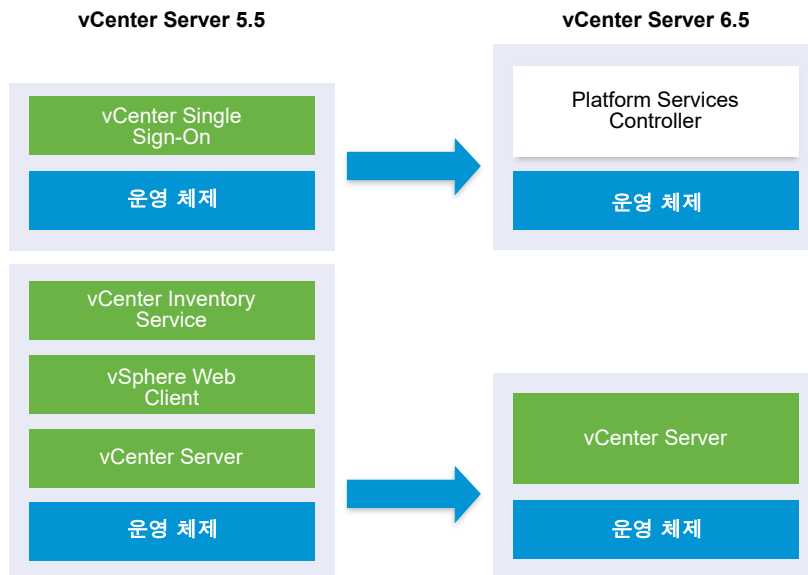 vCenter Server 5.5
vCenter Server 6.5
vCenter Single
Sign-On
운영 체제
Platform Services
Controller
운영 체제
vCenter Inventory
Service
vSphere Web
Client
vCenter Server
운영 체제
vCenter Server
운영 체제